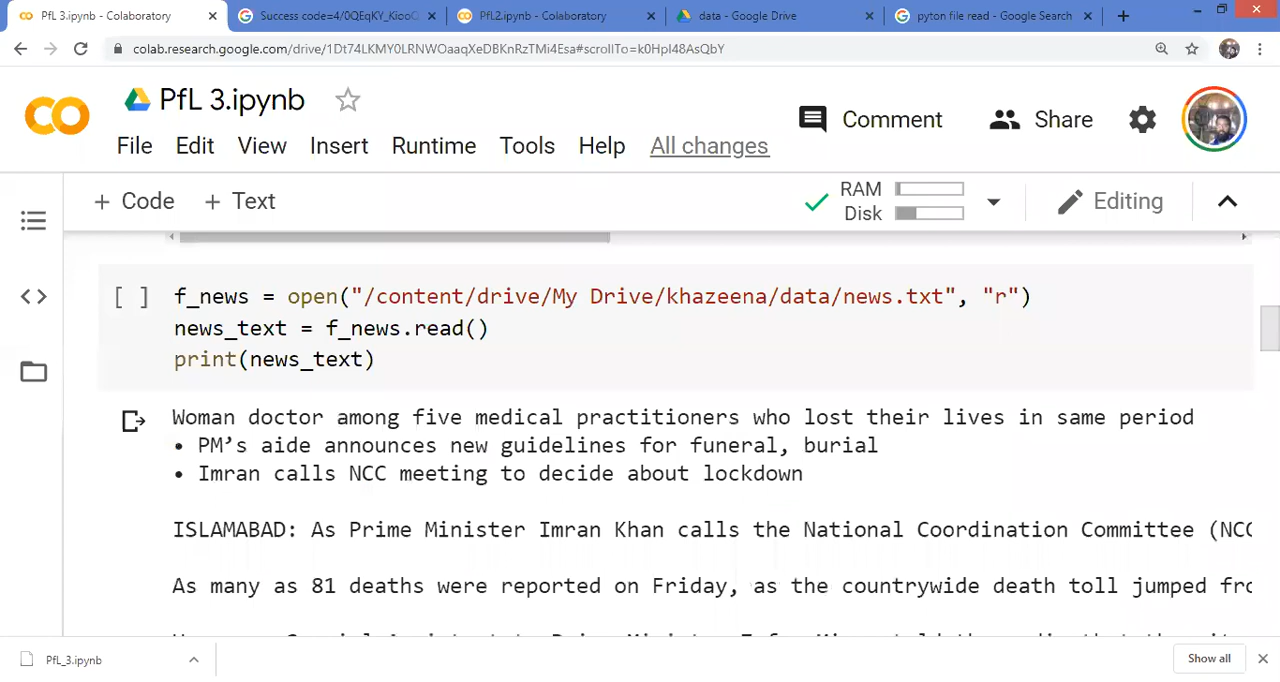 PfL 3.ipynb - Colaboratory
Success code=4/0QEqKY_KiooG
PfL2.ipynb - Colaboratory
data - Google Drive
pyton file read - Google Search
colab.research.google.com/drive/1Dt74LKMY0LRNWOaaqXeDBKnRzTMi4Esa#scrollTo=k0HpI48AsQbY
PfL 3.ipynb
Comment
Share
File Edit View Insert Runtime Tools Help All changes
+ Code + Text
RAM
Disk
Editing
[ ] f_news = open("/content/drive/My Drive/khazeena/data/news.txt", "r")
news_text = f_news.read()
print(news_text)
Woman doctor among five medical practitioners who lost their lives in same period
• PM’s aide announces new guidelines for funeral, burial
• Imran calls NCC meeting to decide about lockdown
ISLAMABAD: As Prime Minister Imran Khan calls the National Coordination Committee (NCC
As many as 81 deaths were reported on Friday, as the countrywide death toll jumped fro
PfL_3.ipynb
Show all